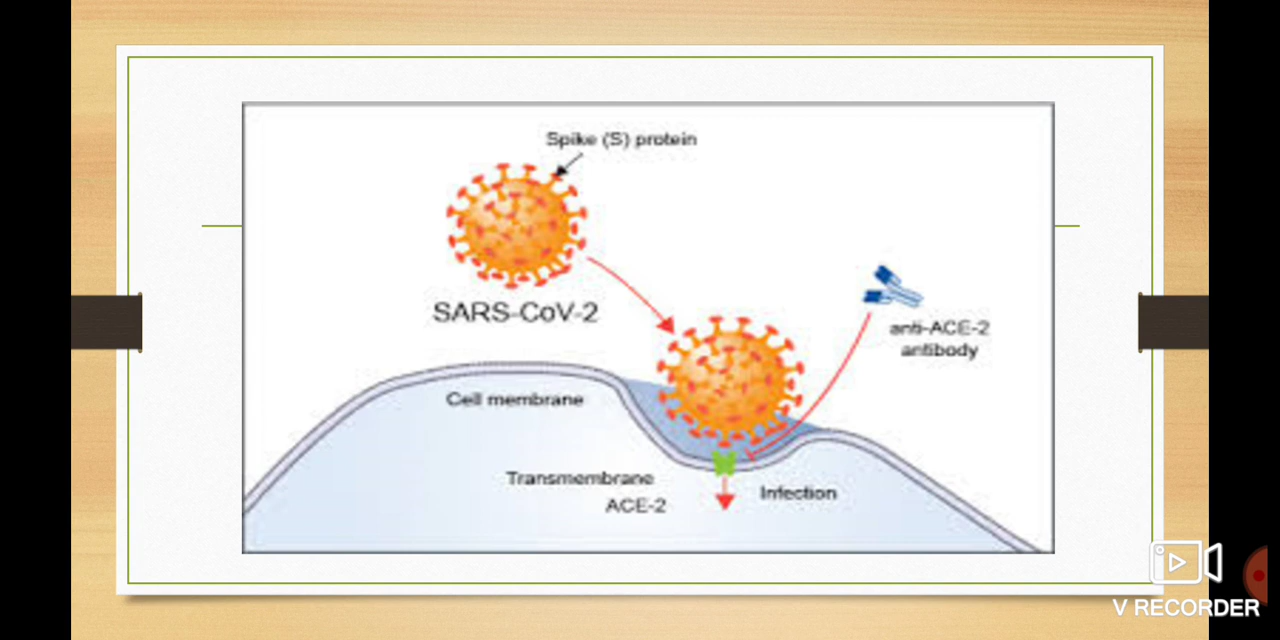 Spike (S) protein
SARS-CoV-2
anti-ACE-2
antibody
Cell membrane
Transmembrane
ACE-2
Infection
V RECORDER